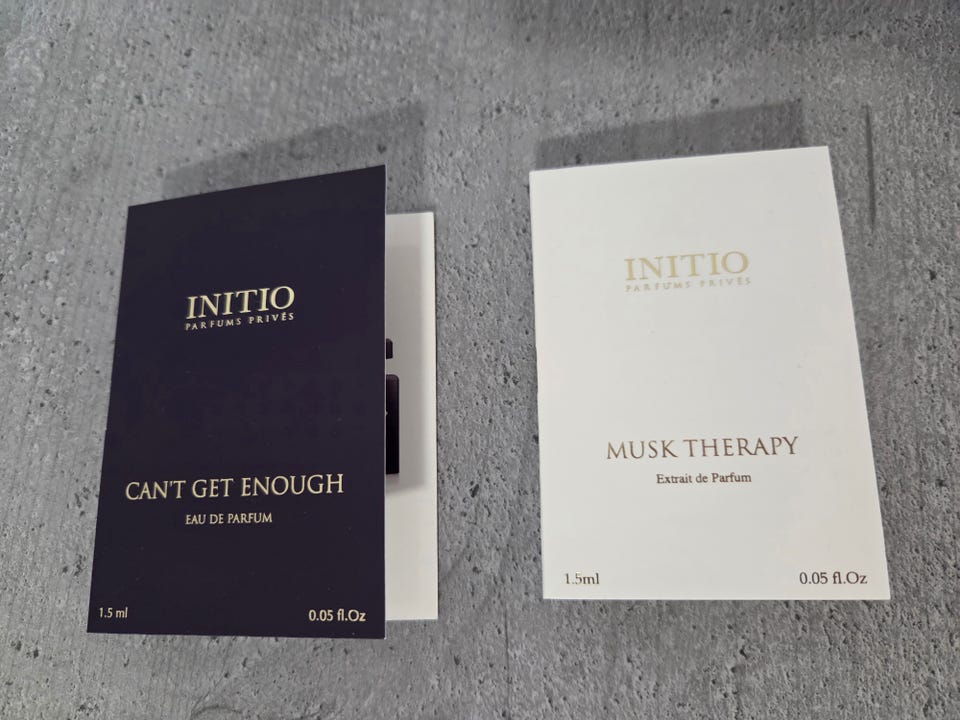 INITIO
PARFUMS PRIVÉS
CAN'T GET ENOUGH
EAU DE PARFUM
1.5 ml
0.05 fl.Oz
INITIO
PARFUMS PRIVÉS
MUSK THERAPY
Extrait de Parfum
1.5ml
0.05 fl.Oz